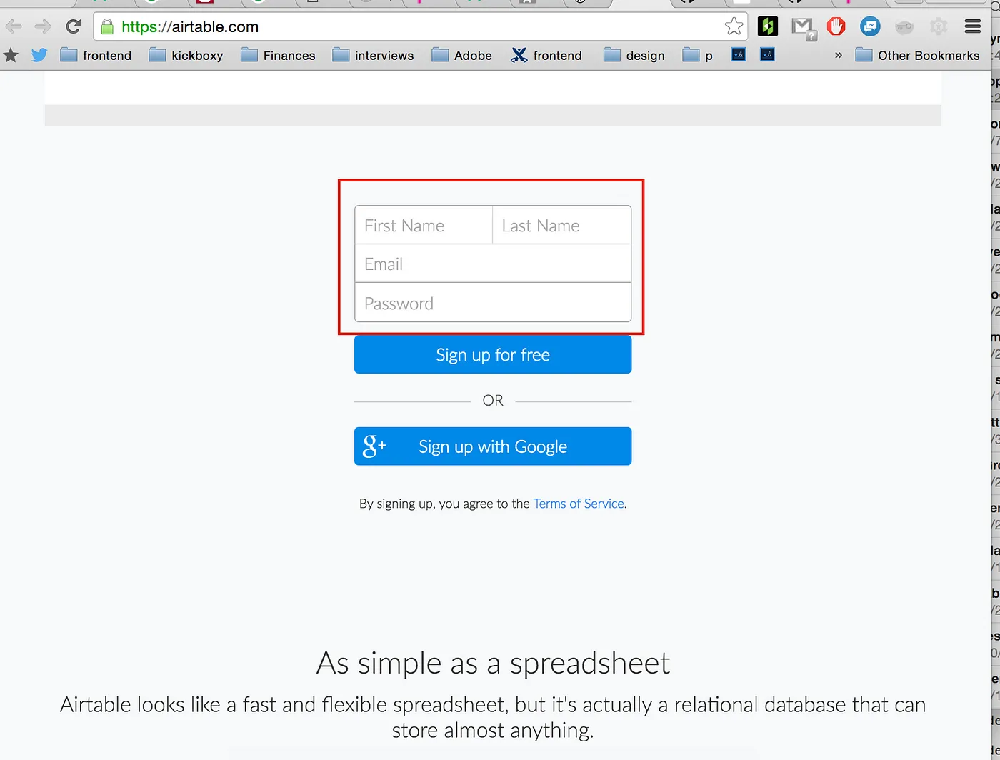 https://airtable.com
frontend kickboxy Finances interviews Adobe frontend design p » Other Bookmarks
First Name Last Name
Email
Password
Sign up for free
OR
g+ Sign up with Google
By signing up, you agree to the Terms of Service.
As simple as a spreadsheet
Airtable looks like a fast and flexible spreadsheet, but it's actually a relational database that can
store almost anything.